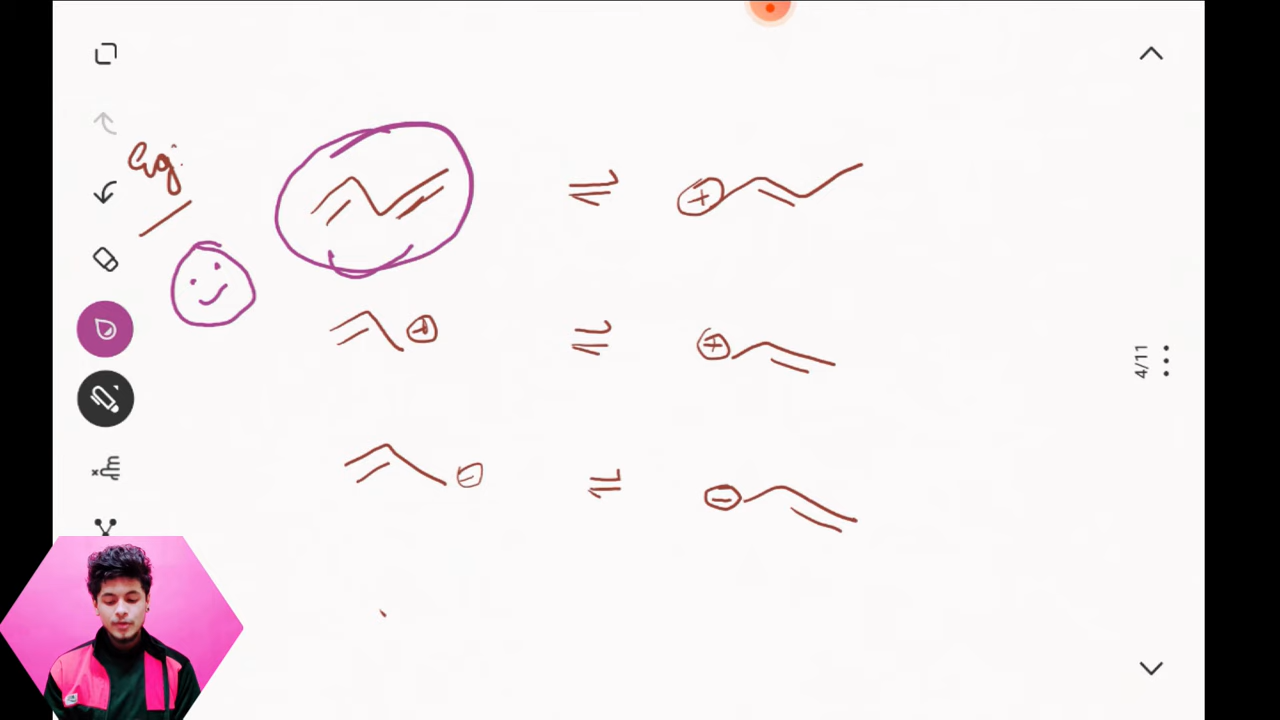 Eg:
⇌ +
+ ⇌ +
− ⇌ −
4/11